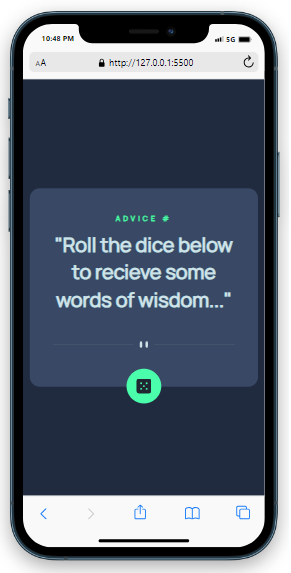 10:48 PM 5G
AA http://127.0.0.1:5500
ADVICE #
"Roll the dice below
to recieve some
words of wisdom..."